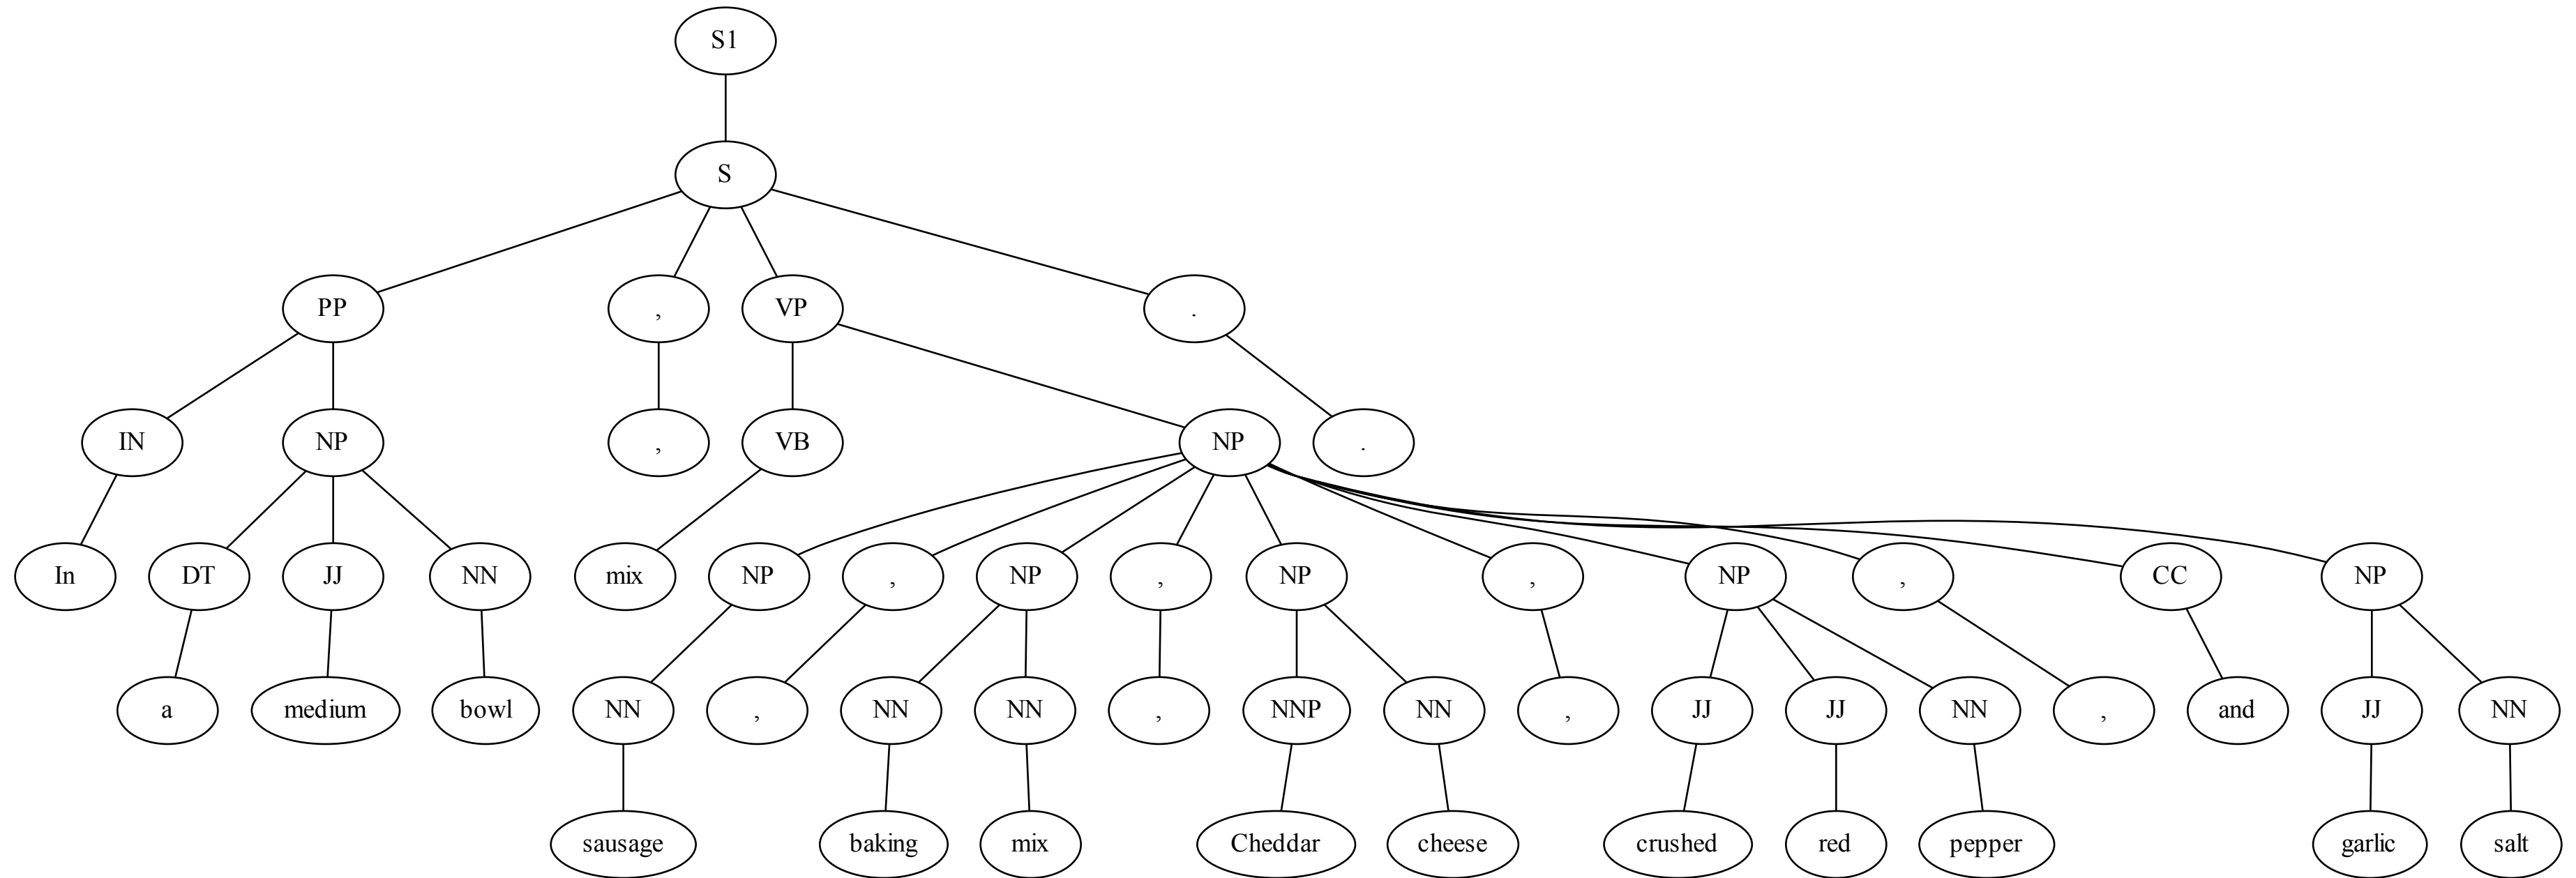 S1
S
PP , VP .
IN NP , VB NP .
In DT JJ NN mix NP , NP , NP , NP , CC NP
a medium bowl NN , NN NN , NNP NN , JJ JJ NN , and JJ NN
sausage baking mix Cheddar cheese crushed red pepper garlic salt